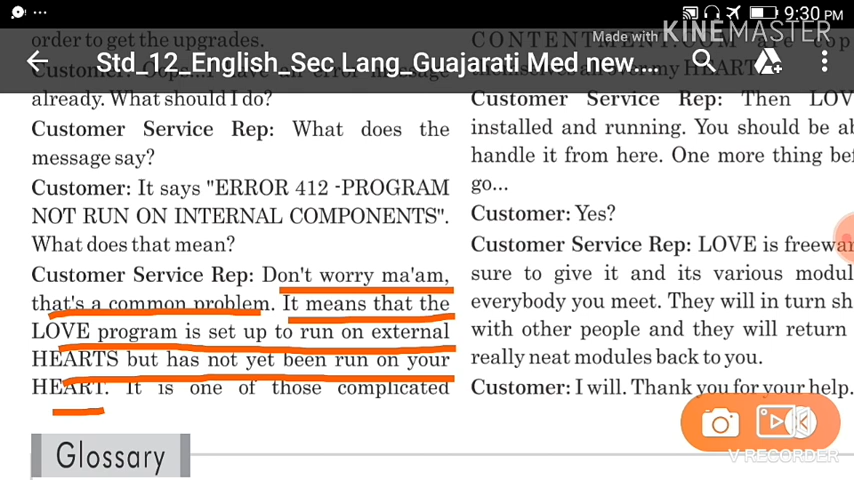 9:30 PM
Made with KINEMASTER
Std_12_English_Sec Lang_Guajarati Med new...
order to get the upgrades.
already. What should I do?
Customer Service Rep: What does the
message say?
Customer: It says "ERROR 412 -PROGRAM
NOT RUN ON INTERNAL COMPONENTS".
What does that mean?
Customer Service Rep: Don't worry ma'am,
that's a common problem. It means that the
LOVE program is set up to run on external
HEARTS but has not yet been run on your
HEART. It is one of those complicated
CONTENTMENT.COM are cop
my HEART
Customer Service Rep: Then LOV
installed and running. You should be ab
handle it from here. One more thing bef
go...
Customer: Yes?
Customer Service Rep: LOVE is freewar
sure to give it and its various modul
everybody you meet. They will in turn sh
with other people and they will return
really neat modules back to you.
Customer: I will. Thank you for your help.
V RECORDER
Glossary